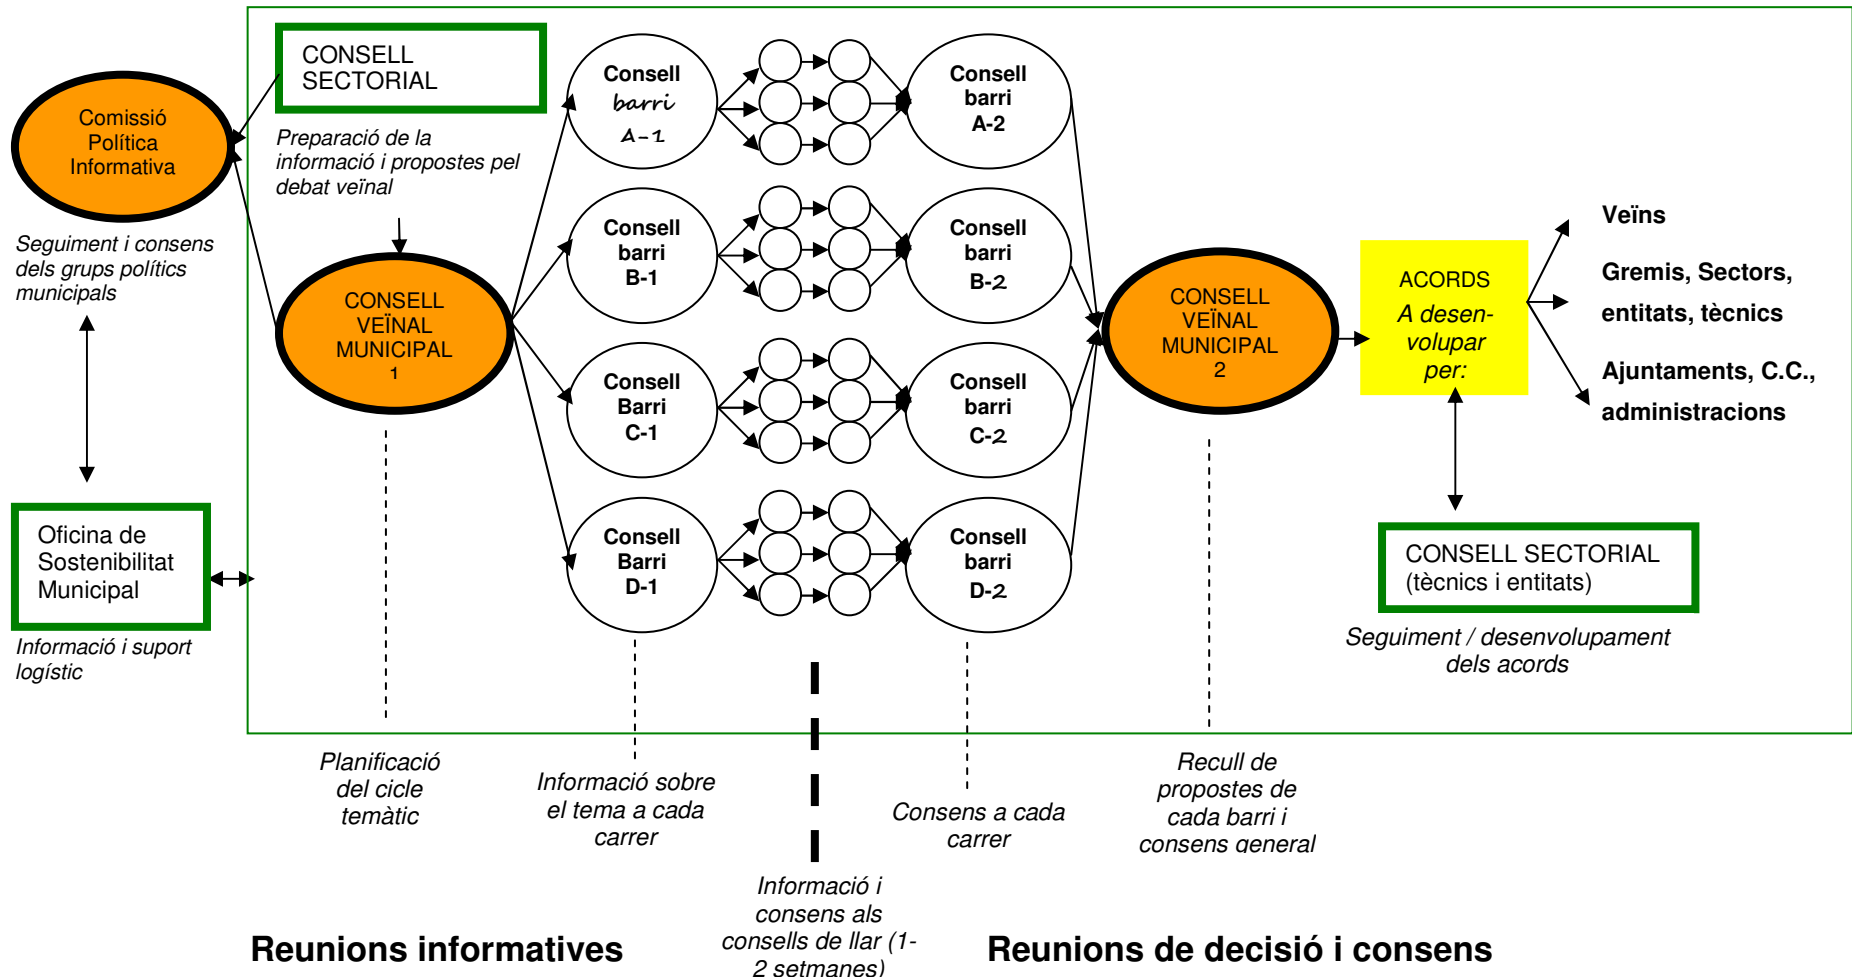 CONSELL
SECTORIAL
Comissió
Política
Informativa
Preparació de la
informació i propostes pel
debat veïnal
Seguiment i consens
dels grups polítics
municipals
CONSELL
VEÏNAL
MUNICIPAL
1
Oficina de
Sostenibilitat
Municipal
Informació i suport
logístic
Consell
barri
A-1
Consell
barri
B-1
Consell
Barri
C-1
Consell
Barri
D-1
Consell
barri
A-2
Consell
barri
B-2
Consell
barri
C-2
Consell
barri
D-2
CONSELL
VEÏNAL
MUNICIPAL
2
ACORDS
A desen-
volupar
per:
Veïns
Gremis, Sectors,
entitats, tècnics
Ajuntaments, C.C.,
administracions
CONSELL SECTORIAL
(tècnics i entitats)
Seguiment / desenvolupament
dels acords
Planificació
del cicle
temàtic
Informació sobre
el tema a cada
carrer
Informació i
consens als
consells de llar (1-
2 setmanes)
Consens a cada
carrer
Recull de
propostes de
cada barri i
consens general
Reunions informatives
Reunions de decisió i consens